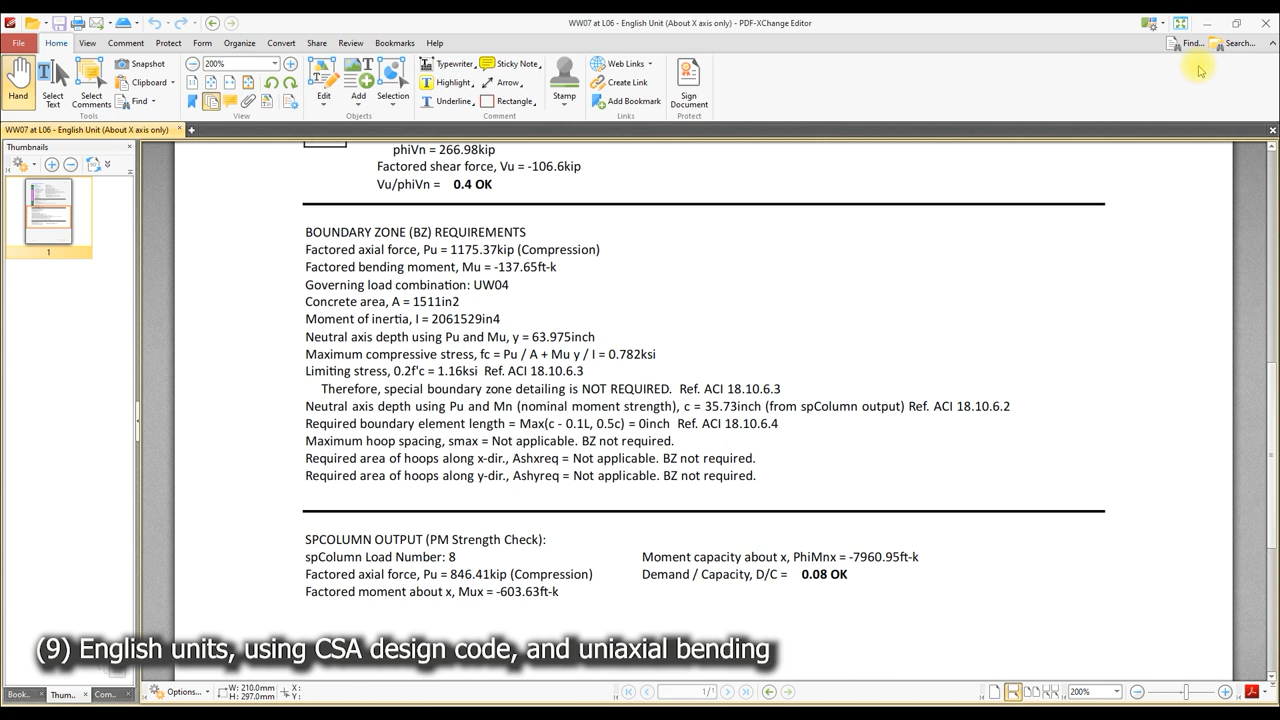 WW07 at L06 - English Unit (About X axis only) - PDF-XChange Editor
File Home View Comment Protect Form Organize Convert Share Review Bookmarks Help Find... Search...
Hand
Select Text
Select Comments
Snapshot
Clipboard
Find
Tools
200%
View
Edit
Add
Selection
Objects
Typewriter
Highlight
Underline
Sticky Note
Arrow
Rectangle
Stamp
Comment
Web Links
Create Link
Add Bookmark
Links
Sign Document
Protect
WW07 at L06 - English Unit (About X axis only)
Thumbnails
1
phiVn = 266.98kip
Factored shear force, Vu = -106.6kip
Vu/phiVn = 0.4 OK
BOUNDARY ZONE (BZ) REQUIREMENTS
Factored axial force, Pu = 1175.37kip (Compression)
Factored bending moment, Mu = -137.65ft-k
Governing load combination: UW04
Concrete area, A = 1511in2
Moment of inertia, I = 2061529in4
Neutral axis depth using Pu and Mu, y = 63.975inch
Maximum compressive stress, fc = Pu / A + Mu y / I = 0.782ksi
Limiting stress, 0.2f'c = 1.16ksi Ref. ACI 18.10.6.3
Therefore, special boundary zone detailing is NOT REQUIRED. Ref. ACI 18.10.6.3
Neutral axis depth using Pu and Mn (nominal moment strength), c = 35.73inch (from spColumn output) Ref. ACI 18.10.6.2
Required boundary element length = Max(c - 0.1L, 0.5c) = 0inch Ref. ACI 18.10.6.4
Maximum hoop spacing, smax = Not applicable. BZ not required.
Required area of hoops along x-dir., Ashxreq = Not applicable. BZ not required.
Required area of hoops along y-dir., Ashyreq = Not applicable. BZ not required.
SPCOLUMN OUTPUT (PM Strength Check):
spColumn Load Number: 8
Factored axial force, Pu = 846.41kip (Compression)
Factored moment about x, Mux = -603.63ft-k
Moment capacity about x, PhiMnx = -7960.95ft-k
Demand / Capacity, D/C = 0.08 OK
(9) English units, using CSA design code, and uniaxial bending
Book... Thum... Com...
Options...
W: 210.0mm
H: 297.0mm
X:
Y:
1/1
200%